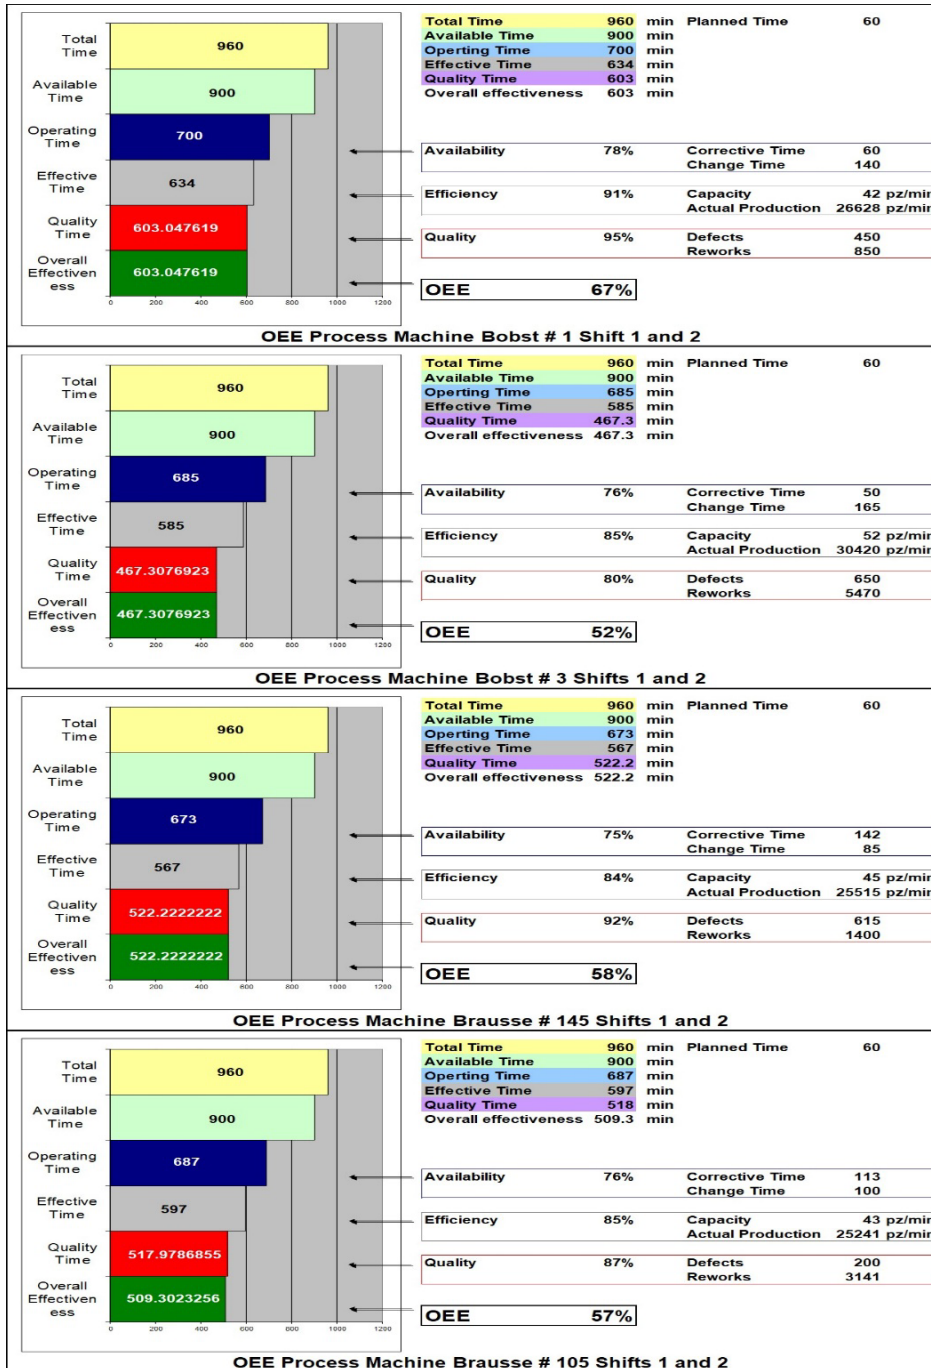 Total Time 960 min Planned Time 60
Available Time 900 min
Operting Time 700 min
Effective Time 634 min
Quality Time 603 min
Overall effectiveness 603 min
Total
Time
960
Available
Time
900
Operating
Time
700
Effective
Time
634
Quality
Time
603.047619
Overall
Effectiven
ess
603.047619
0 200 400 600 800 1000 1200
Availability 78% Corrective Time 60
Change Time 140
Efficiency 91% Capacity 42 pz/min
Actual Production 26628 pz/min
Quality 95% Defects 450
Reworks 850
OEE 67%
OEE Process Machine Bobst # 1 Shift 1 and 2
Total Time 960 min Planned Time 60
Available Time 900 min
Operting Time 685 min
Effective Time 585 min
Quality Time 467.3 min
Overall effectiveness 467.3 min
Total
Time
960
Available
Time
900
Operating
Time
685
Effective
Time
585
Quality
Time
467.3076923
Overall
Effectiven
ess
467.3076923
0 200 400 600 800 1000 1200
Availability 76% Corrective Time 50
Change Time 165
Efficiency 85% Capacity 52 pz/min
Actual Production 30420 pz/min
Quality 80% Defects 650
Reworks 5470
OEE 52%
OEE Process Machine Bobst # 3 Shifts 1 and 2
Total Time 960 min Planned Time 60
Available Time 900 min
Operting Time 673 min
Effective Time 567 min
Quality Time 522.2 min
Overall effectiveness 522.2 min
Total
Time
960
Available
Time
900
Operating
Time
673
Effective
Time
567
Quality
Time
522.2222222
Overall
Effectiven
ess
522.2222222
0 200 400 600 800 1000 1200
Availability 75% Corrective Time 142
Change Time 85
Efficiency 84% Capacity 45 pz/min
Actual Production 25515 pz/min
Quality 92% Defects 615
Reworks 1400
OEE 58%
OEE Process Machine Brausse # 145 Shifts 1 and 2
Total Time 960 min Planned Time 60
Available Time 900 min
Operting Time 687 min
Effective Time 597 min
Quality Time 518 min
Overall effectiveness 509.3 min
Total
Time
960
Available
Time
900
Operating
Time
687
Effective
Time
597
Quality
Time
517.9786855
Overall
Effectiven
ess
509.3023256
0 200 400 600 800 1000 1200
Availability 76% Corrective Time 113
Change Time 100
Efficiency 85% Capacity 43 pz/min
Actual Production 25241 pz/min
Quality 87% Defects 200
Reworks 3141
OEE 57%
OEE Process Machine Brausse # 105 Shifts 1 and 2